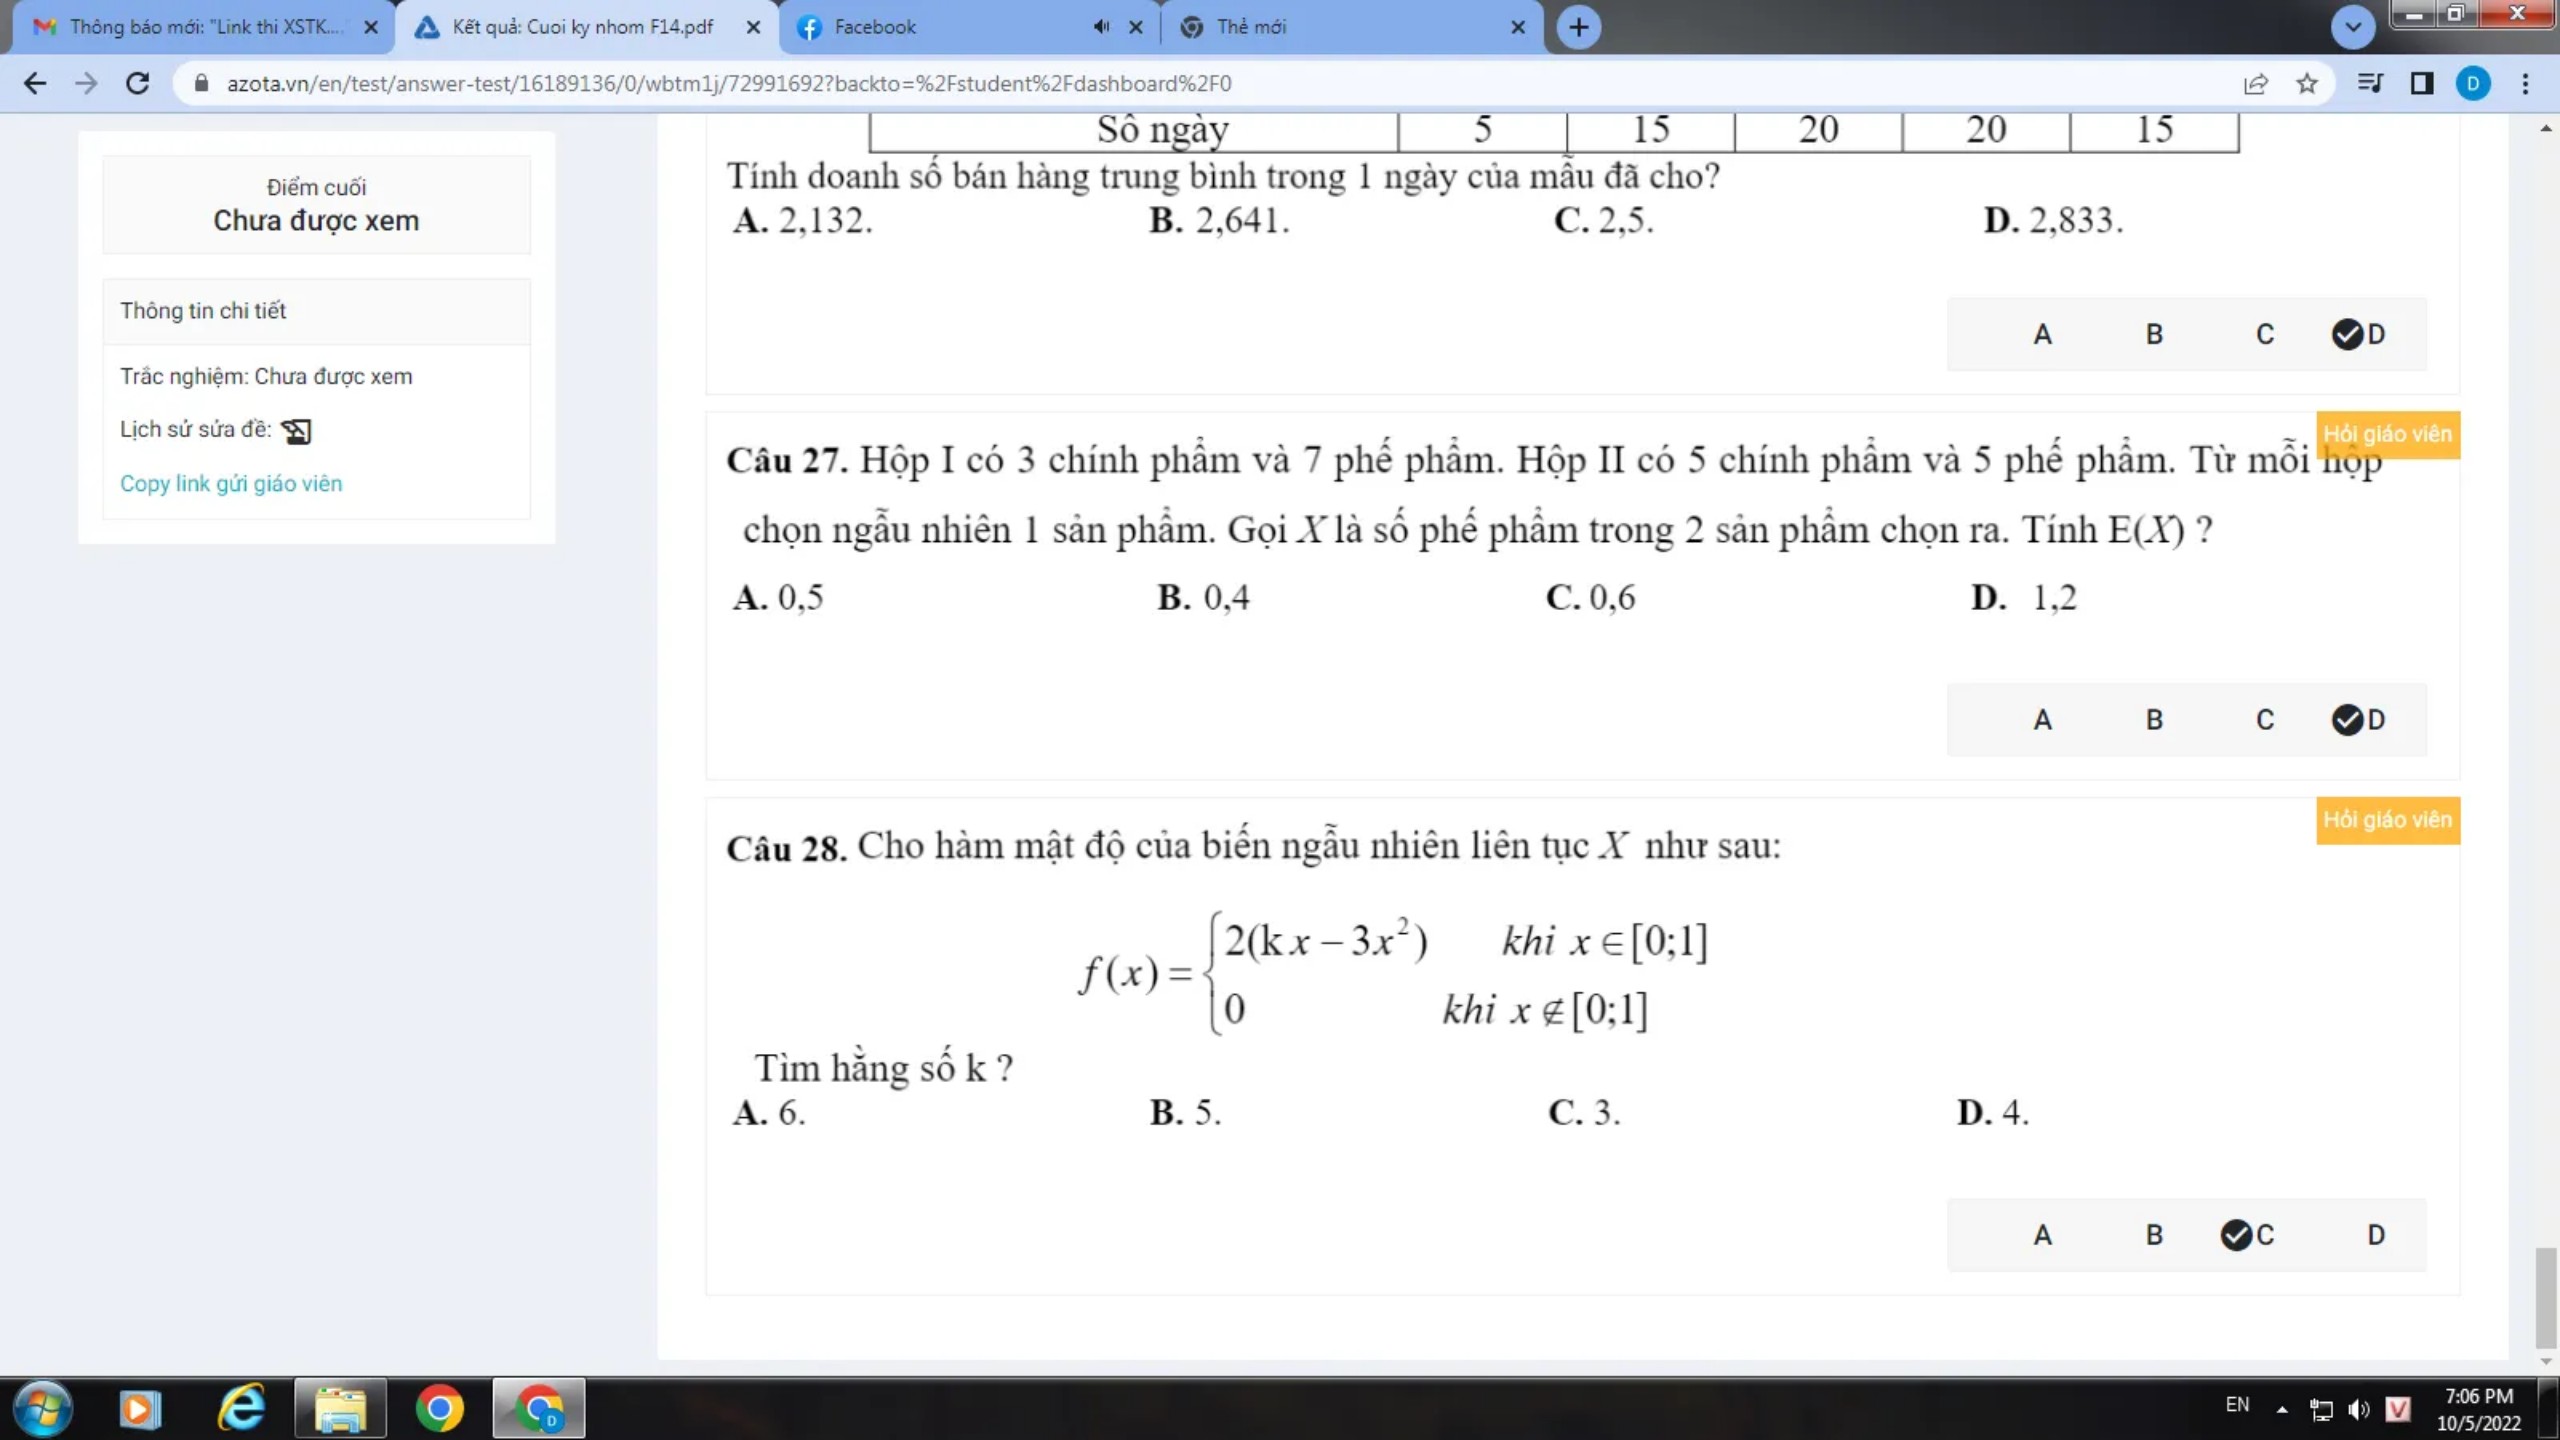 Thông báo mới: "Link thi XSTK...
Kết quả: Cuoi ky nhom F14.pdf
Facebook
Thẻ mới
azota.vn/en/test/answer-test/16189136/0/wbtm1j/72991692?backto=%2Fstudent%2Fdashboard%2F0
D
Điểm cuối
Chưa được xem
Thông tin chi tiết
Trắc nghiệm: Chưa được xem
Lịch sử sửa đề:
Copy link gửi giáo viên
Số ngày 5 15 20 20 15
Tính doanh số bán hàng trung bình trong 1 ngày của mẫu đã cho?
A. 2,132. B. 2,641. C. 2,5. D. 2,833.
A B C D
Hỏi giáo viên
Câu 27. Hộp I có 3 chính phẩm và 7 phế phẩm. Hộp II có 5 chính phẩm và 5 phế phẩm. Từ mỗi hộp
chọn ngẫu nhiên 1 sản phẩm. Gọi X là số phế phẩm trong 2 sản phẩm chọn ra. Tính E(X) ?
A. 0,5 B. 0,4 C. 0,6 D. 1,2
A B C D
Hỏi giáo viên
Câu 28. Cho hàm mật độ của biến ngẫu nhiên liên tục X như sau:
f(x) = { 2(kx − 3x²) khi x ∈ [0;1]
0 khi x ∉ [0;1]
Tìm hằng số k ?
A. 6. B. 5. C. 3. D. 4.
A B C D
D
EN
V
7:06 PM
10/5/2022